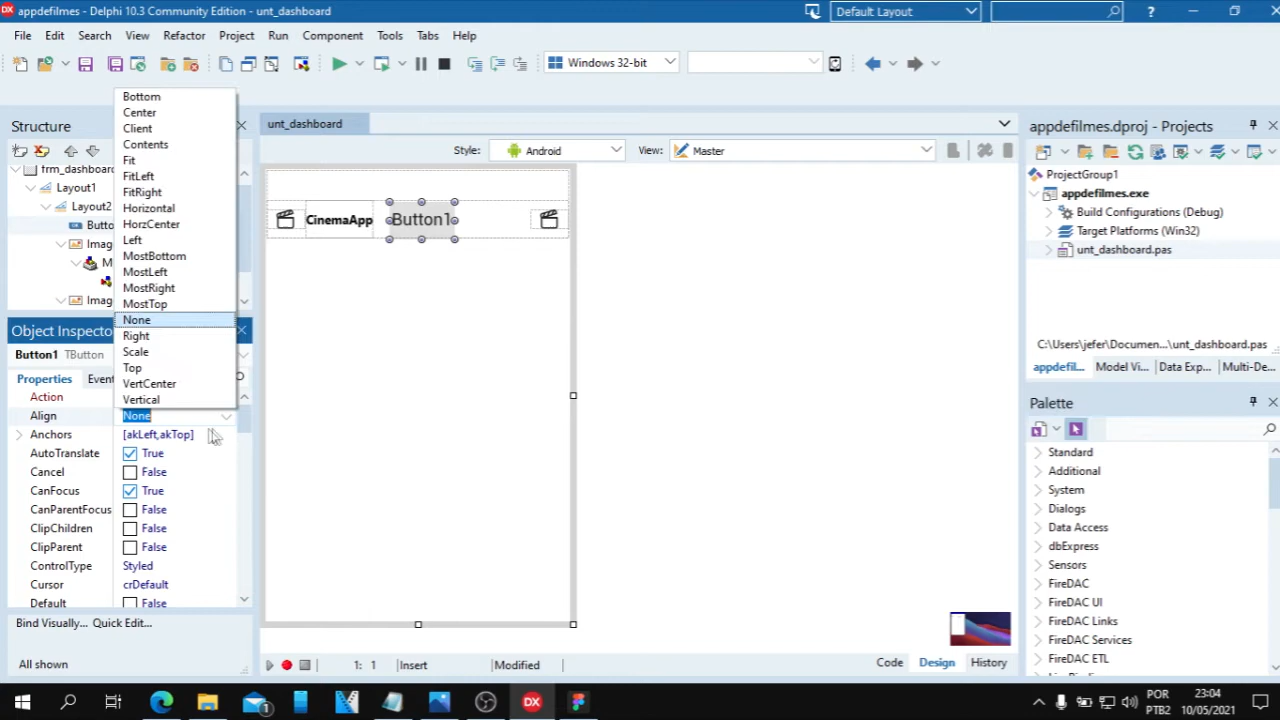 appdefilmes - Delphi 10.3 Community Edition - unt_dashboard
Default Layout
File Edit Search View Refactor Project Run Component Tools Tabs Help
Windows 32-bit
Structure
frm_dashboard
Layout1
Layout2
Butto
Imag
M
Imag
Bottom
Center
Client
Contents
Fit
FitLeft
FitRight
Horizontal
HorzCenter
Left
MostBottom
MostLeft
MostRight
MostTop
None
Right
Scale
Top
VertCenter
Vertical
Object Inspecto
Button1 TButton
Properties Event
Action
Align None
Anchors [akLeft,akTop]
AutoTranslate True
Cancel False
CanFocus True
CanParentFocus False
ClipChildren False
ClipParent False
ControlType Styled
Cursor crDefault
Default False
Bind Visually... Quick Edit...
All shown
unt_dashboard
Style: Android View: Master
CinemaApp Button1
1: 1 Insert Modified
Code Design History
appdefilmes.dproj - Projects
ProjectGroup1
appdefilmes.exe
Build Configurations (Debug)
Target Platforms (Win32)
unt_dashboard.pas
C:\Users\jefer\Documen...\unt_dashboard.pas
appdefil... Model Vi... Data Exp... Multi-De...
Palette
Standard
Additional
System
Dialogs
Data Access
dbExpress
Sensors
FireDAC
FireDAC UI
FireDAC Links
FireDAC Services
FireDAC ETL
POR
PTB2
23:04
10/05/2021